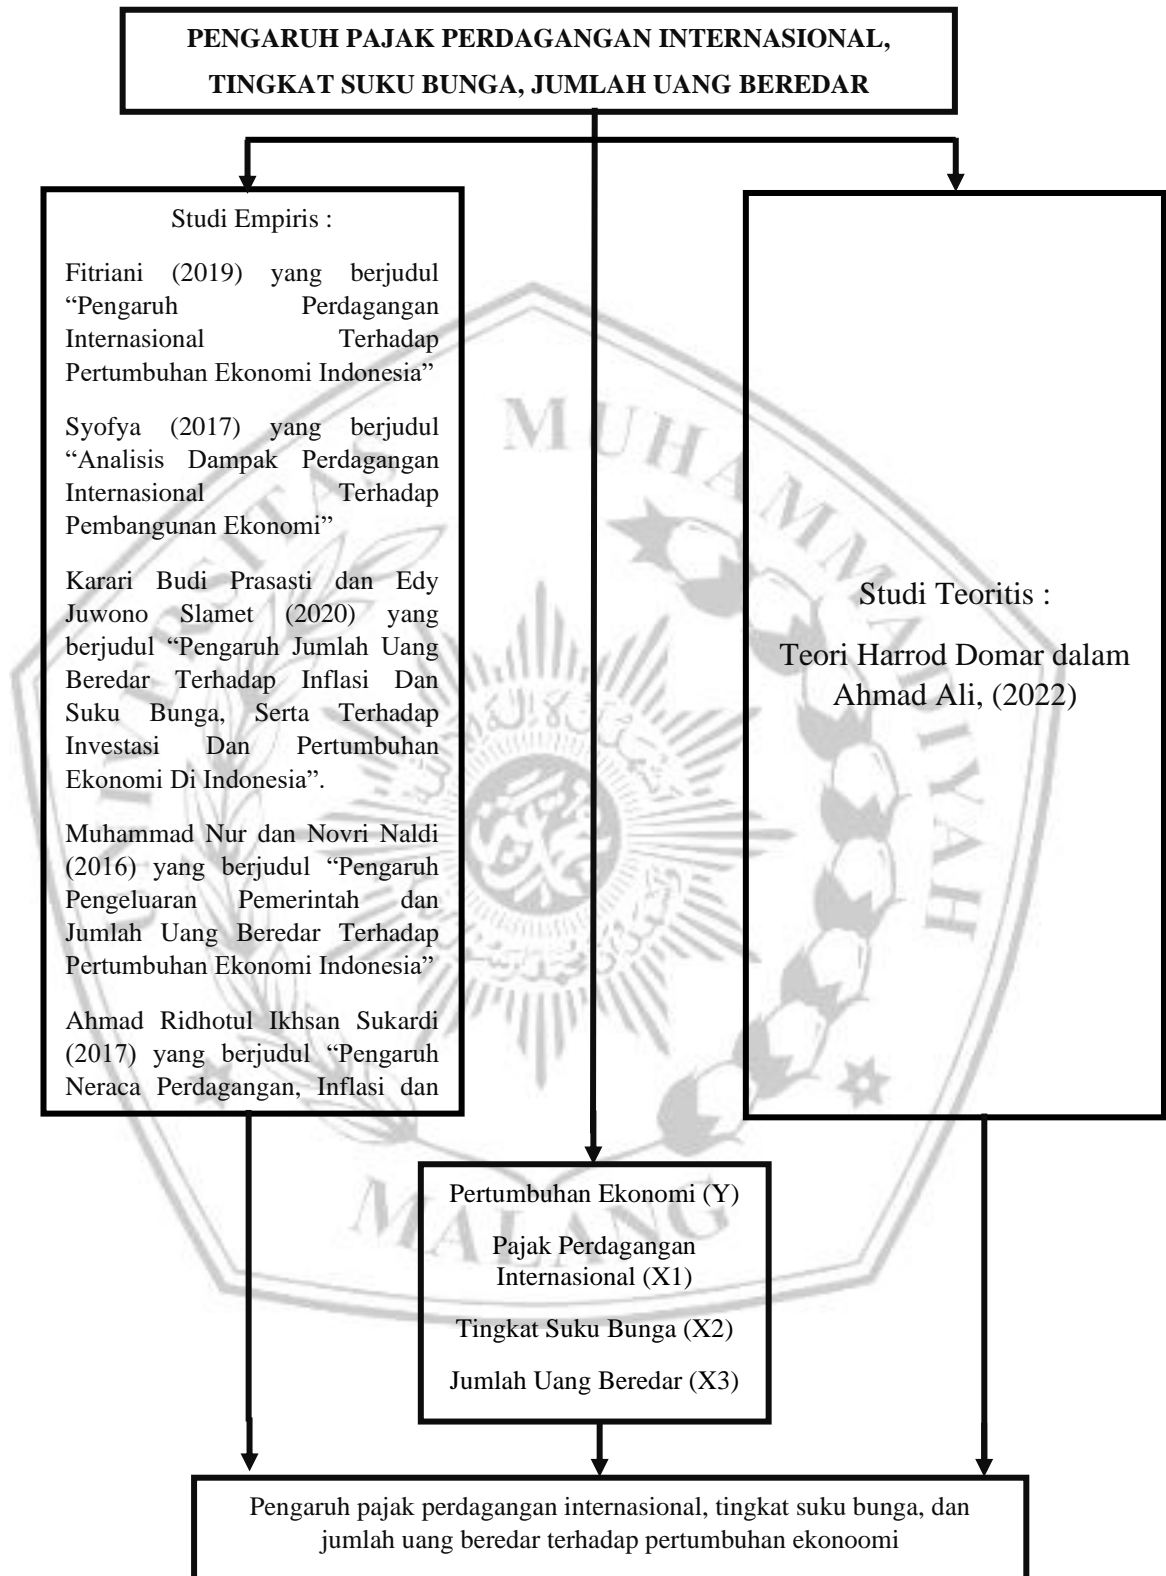 PENGARUH PAJAK PERDAGANGAN INTERNASIONAL,
TINGKAT SUKU BUNGA, JUMLAH UANG BEREDAR
Studi Empiris :
Fitriani (2019) yang berjudul
“Pengaruh Perdagangan
Internasional Terhadap
Pertumbuhan Ekonomi Indonesia”
Syofya (2017) yang berjudul
“Analisis Dampak Perdagangan
Internasional Terhadap
Pembangunan Ekonomi”
Karari Budi Prasasti dan Edy
Juwono Slamet (2020) yang
berjudul “Pengaruh Jumlah Uang
Beredar Terhadap Inflasi Dan
Suku Bunga, Serta Terhadap
Investasi Dan Pertumbuhan
Ekonomi Di Indonesia”.
Muhammad Nur dan Novri Naldi
(2016) yang berjudul “Pengaruh
Pengeluaran Pemerintah dan
Jumlah Uang Beredar Terhadap
Pertumbuhan Ekonomi Indonesia”
Ahmad Ridhotul Ikhsan Sukardi
(2017) yang berjudul “Pengaruh
Neraca Perdagangan, Inflasi dan
Studi Teoritis :
Teori Harrod Domar dalam
Ahmad Ali, (2022)
Pertumbuhan Ekonomi (Y)
Pajak Perdagangan
Internasional (X1)
Tingkat Suku Bunga (X2)
Jumlah Uang Beredar (X3)
Pengaruh pajak perdagangan internasional, tingkat suku bunga, dan
jumlah uang beredar terhadap pertumbuhan ekonoomi
UNIVERSITAS MUHAMMADIYAH
MALANG